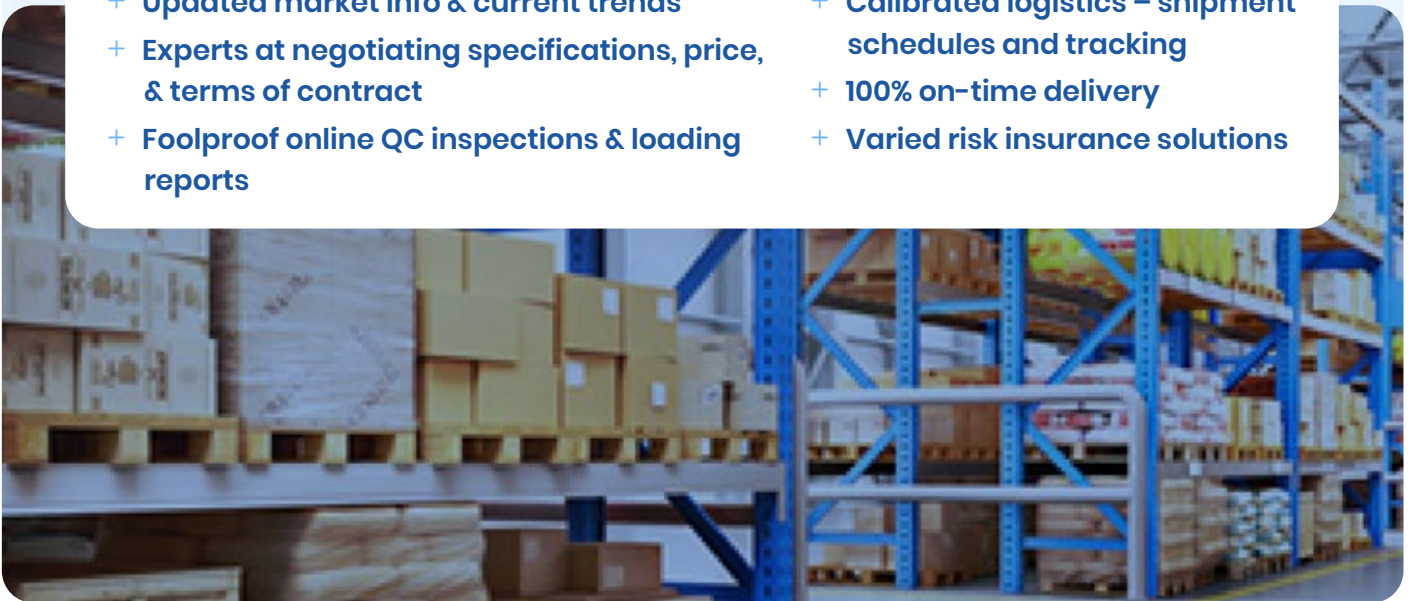 Updated market info & current trends
+ Experts at negotiating specifications, price,
& terms of contract
+ Foolproof online QC inspections & loading
reports
+ Calibrated logistics – shipment
schedules and tracking
+ 100% on-time delivery
+ Varied risk insurance solutions